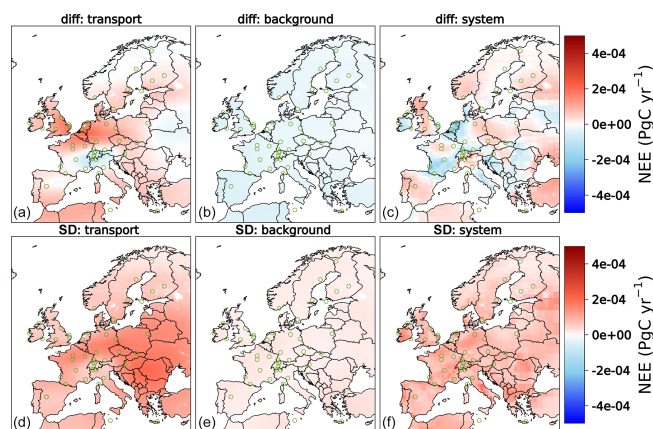 diff: transport diff: background diff: system
(a) (b) (c)
4e-04
2e-04
0e+00
-2e-04
-4e-04
NEE (PgC yr⁻¹)
SD: transport SD: background SD: system
(d) (e) (f)
4e-04
2e-04
0e+00
-2e-04
-4e-04
NEE (PgC yr⁻¹)